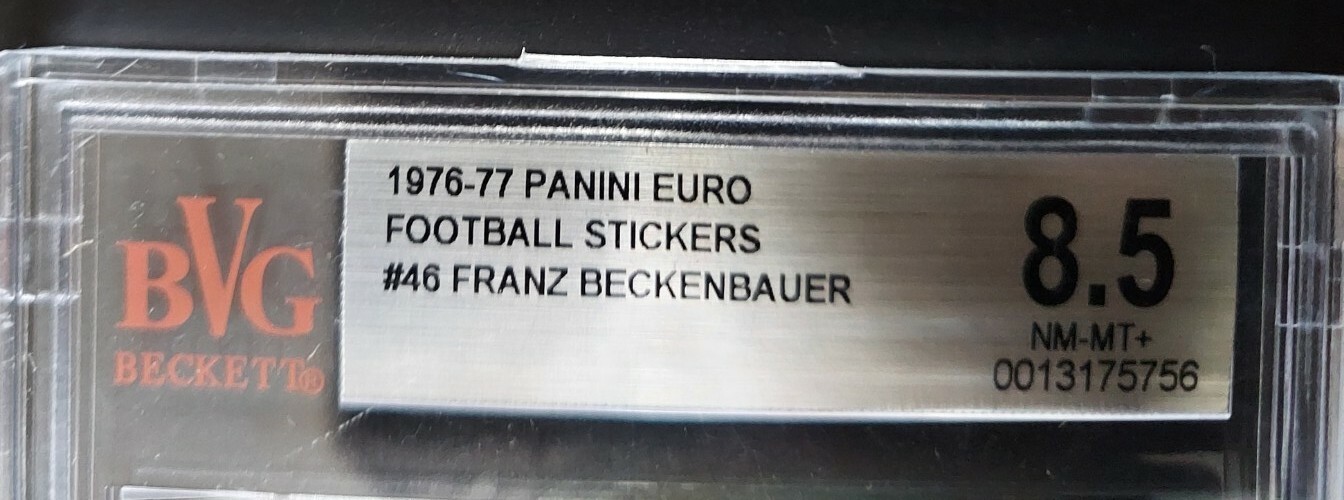 BVG
BECKETT®
1976-77 PANINI EURO
FOOTBALL STICKERS
#46 FRANZ BECKENBAUER
8.5
NM-MT+
0013175756